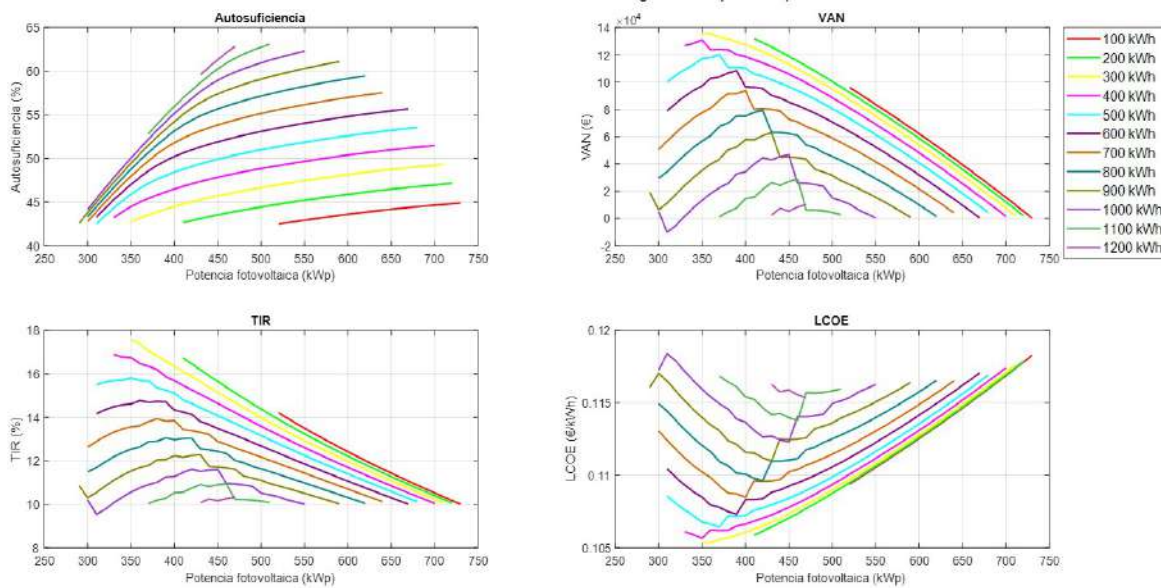 Autosuficiencia
65
60
55
50
45
40
Autosuficiencia (%)
250 300 350 400 450 500 550 600 650 700 750
Potencia fotovoltaica (kWp)
VAN
×10⁴
14
12
10
8
6
4
2
0
-2
VAN (€)
250 300 350 400 450 500 550 600 650 700 750
Potencia fotovoltaica (kWp)
100 kWh
200 kWh
300 kWh
400 kWh
500 kWh
600 kWh
700 kWh
800 kWh
900 kWh
1000 kWh
1100 kWh
1200 kWh
TIR
18
16
14
12
10
8
TIR (%)
250 300 350 400 450 500 550 600 650 700 750
Potencia fotovoltaica (kWp)
LCOE
0.12
0.115
0.11
0.105
LCOE (€/kWh)
250 300 350 400 450 500 550 600 650 700 750
Potencia fotovoltaica (kWp)